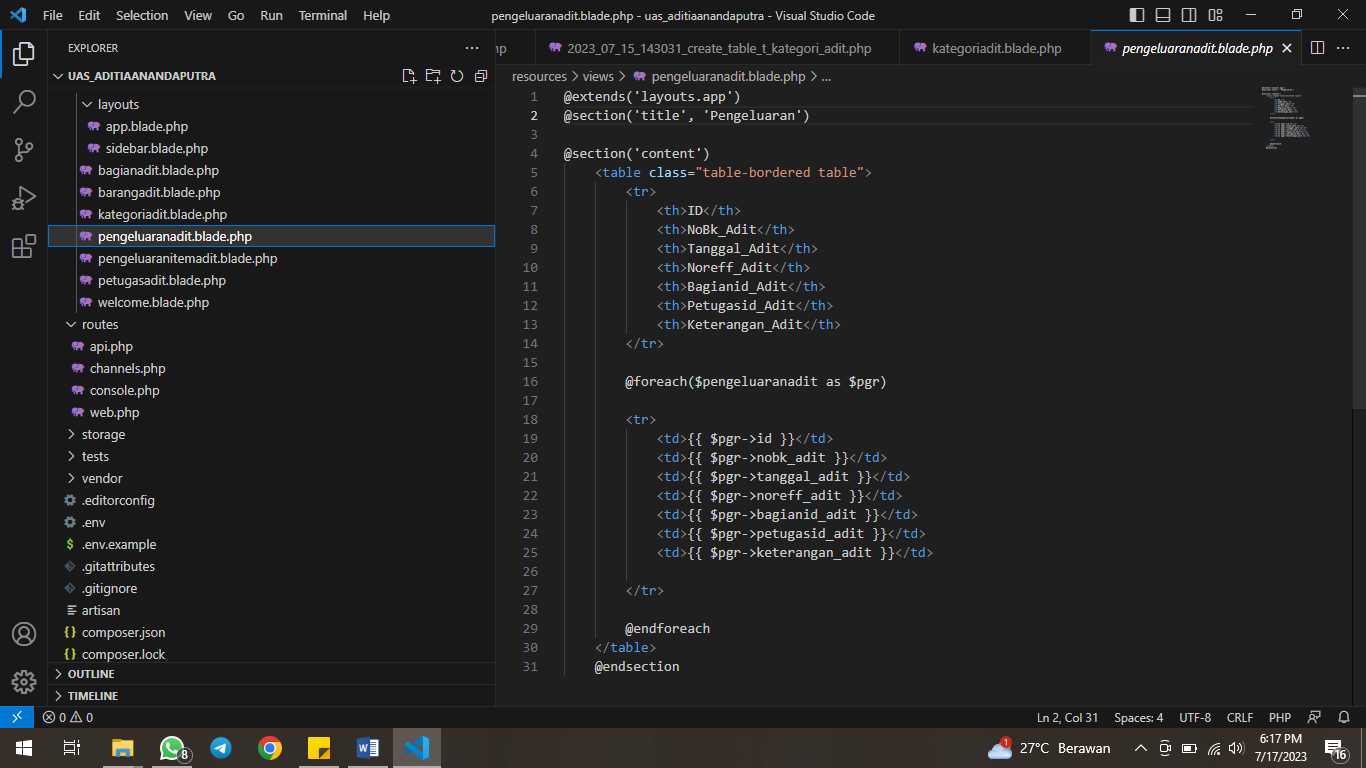 File Edit Selection View Go Run Terminal Help
pengeluaranadit.blade.php - uas_aditiaanandaputra - Visual Studio Code
EXPLORER
UAS_ADITIAANANDAPUTRA
layouts
app.blade.php
sidebar.blade.php
bagianadit.blade.php
barangadit.blade.php
kategoriadit.blade.php
pengeluaranadit.blade.php
pengeluaranitemadit.blade.php
petugasadit.blade.php
welcome.blade.php
routes
api.php
channels.php
console.php
web.php
storage
tests
vendor
.editorconfig
.env
$ .env.example
.gitattributes
.gitignore
artisan
{} composer.json
{} composer.lock
OUTLINE
TIMELINE
hp 2023_07_15_143031_create_table_t_kategori_adit.php kategoriadit.blade.php pengeluaranadit.blade.php
resources > views > pengeluaranadit.blade.php > ...
1 @extends('layouts.app')
2 @section('title', 'Pengeluaran')
3
4 @section('content')
5 <table class="table-bordered table">
6 <tr>
7 <th>ID</th>
8 <th>NoBk_Adit</th>
9 <th>Tanggal_Adit</th>
10 <th>Noreff_Adit</th>
11 <th>Bagianid_Adit</th>
12 <th>Petugasid_Adit</th>
13 <th>Keterangan_Adit</th>
14 </tr>
15
16 @foreach($pengeluaranadit as $pgr)
17
18 <tr>
19 <td>{{ $pgr->id }}</td>
20 <td>{{ $pgr->nobk_adit }}</td>
21 <td>{{ $pgr->tanggal_adit }}</td>
22 <td>{{ $pgr->noreff_adit }}</td>
23 <td>{{ $pgr->bagianid_adit }}</td>
24 <td>{{ $pgr->petugasid_adit }}</td>
25 <td>{{ $pgr->keterangan_adit }}</td>
26
27 </tr>
28
29 @endforeach
30 </table>
31 @endsection
0 0 Ln 2, Col 31 Spaces: 4 UTF-8 CRLF PHP
8 1 27°C Berawan 6:17 PM
7/17/2023 16